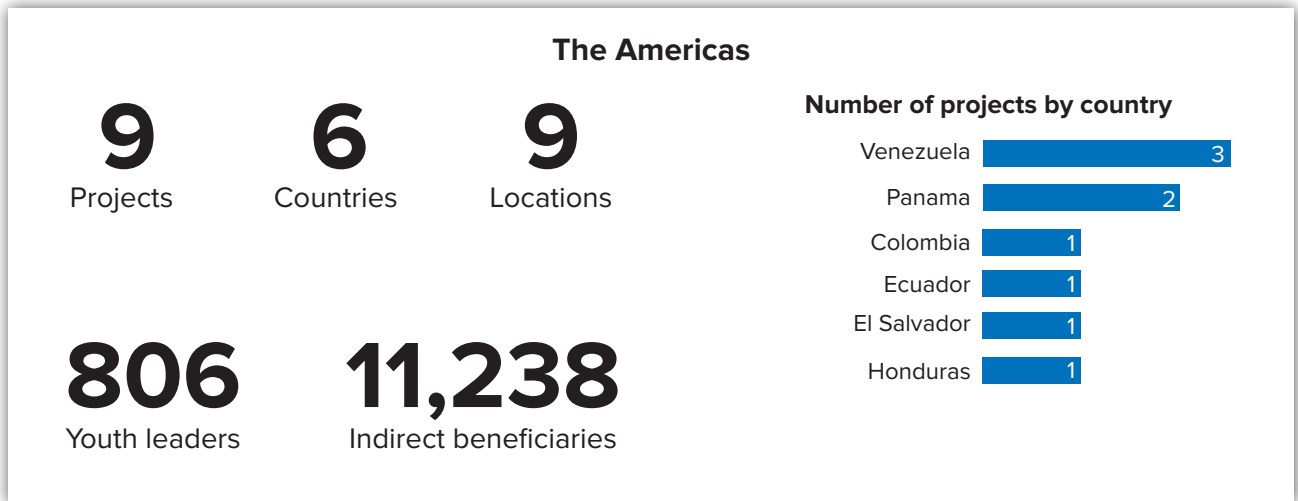 The Americas
9
Projects
6
Countries
9
Locations
806
Youth leaders
11,238
Indirect beneficiaries
Number of projects by country
Venezuela 3
Panama 2
Colombia 1
Ecuador 1
El Salvador 1
Honduras 1